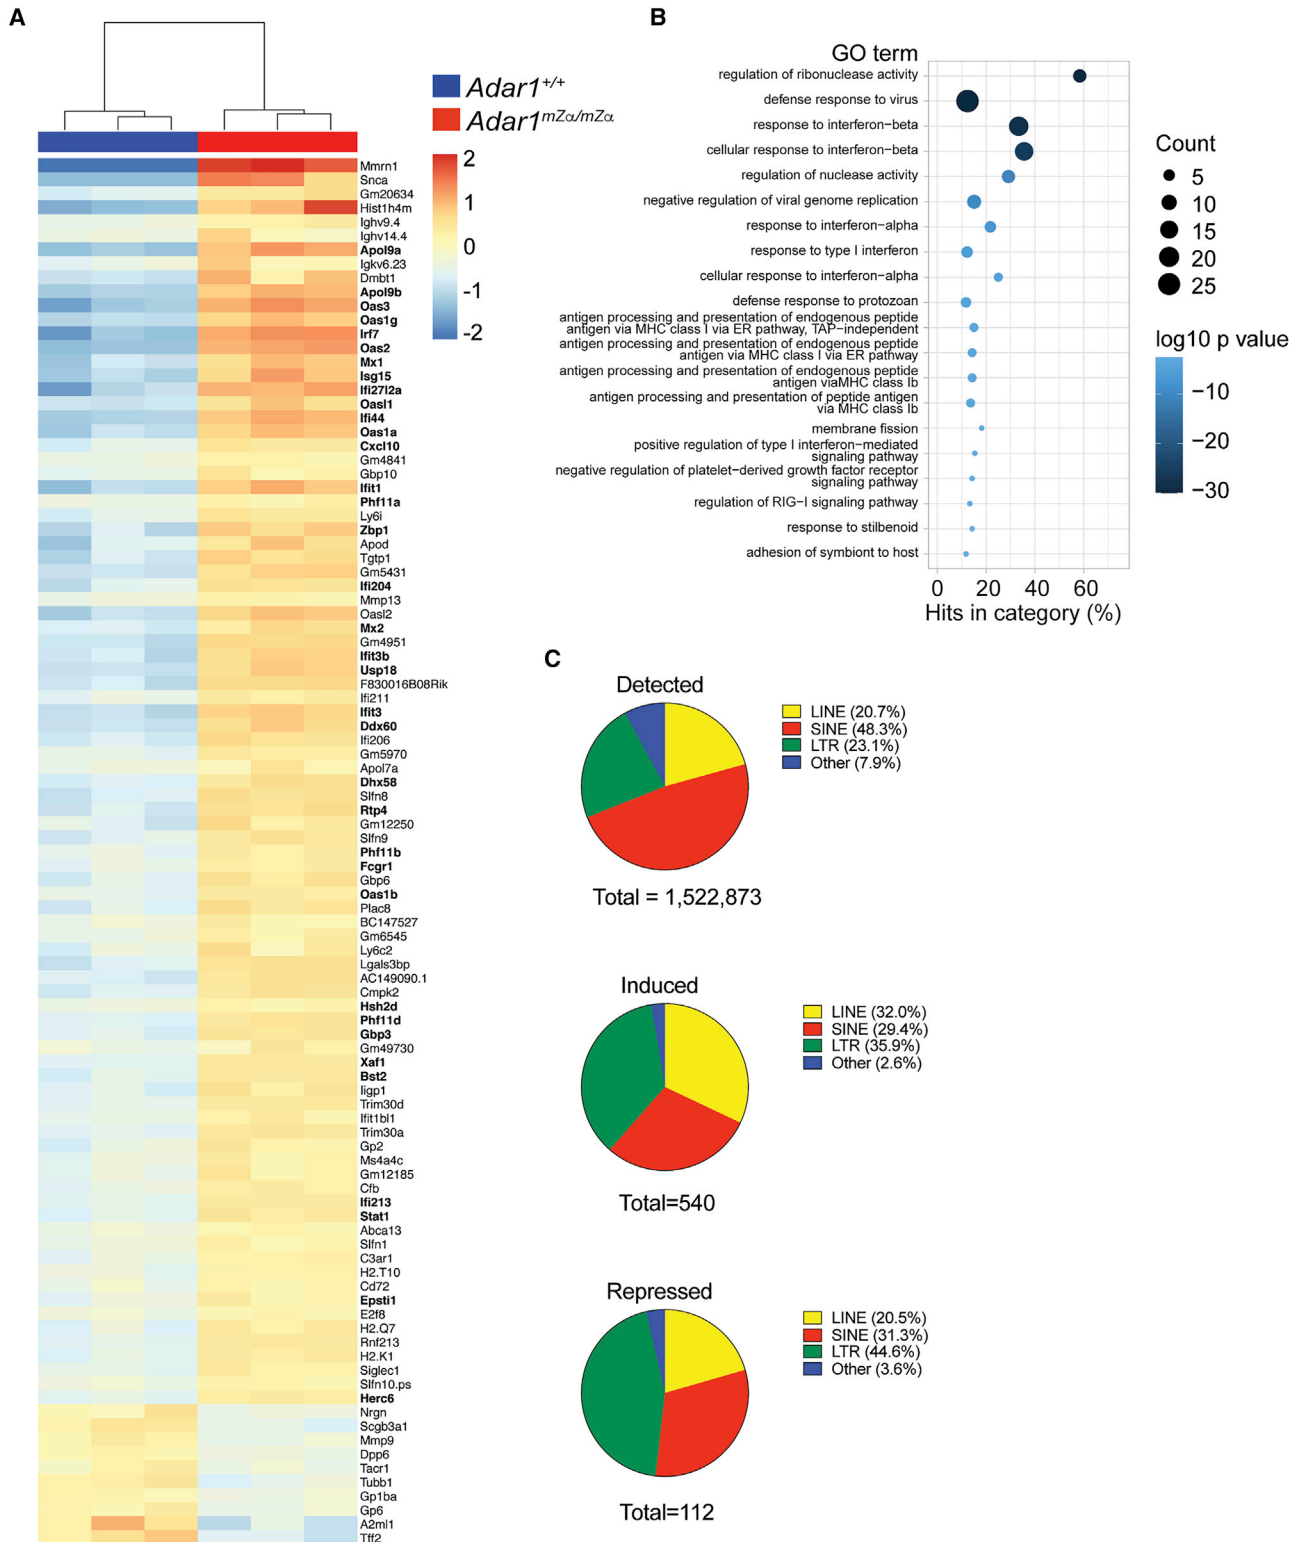 A
Adar1+/+
Adar1mZα/mZα
2
1
0
-1
-2
Mmrn1
Snca
Gm20634
Hist1h4m
Ighv9.4
Ighv14.4
Apol9a
Igkv6.23
Dmbt1
Apol9b
Oas3
Oas1g
Irf7
Oas2
Mx1
Isg15
Ifi27l2a
Oasl1
Ifi44
Oas1a
Cxcl10
Gm4841
Gbp10
Ifit1
Phf11a
Ly6i
Zbp1
Apod
Tgtp1
Gm5431
Ifi204
Mmp13
Oasl2
Mx2
Gm4951
Ifit3b
Usp18
F830016B08Rik
Ifi211
Ifit3
Ddx60
Ifi206
Gm5970
Apol7a
Dhx58
Slfn8
Rtp4
Gm12250
Slfn9
Phf11b
Fcgr1
Gbp6
Oas1b
Plac8
BC147527
Gm6545
Ly6c2
Lgals3bp
AC149090.1
Cmpk2
Hsh2d
Phf11d
Gbp3
Gm49730
Xaf1
Bst2
Iigp1
Trim30d
Ifit1bl1
Trim30a
Gp2
Ms4a4c
Gm12185
Cfb
Ifi213
Stat1
Abca13
Slfn1
C3ar1
H2.T10
Cd72
Epsti1
E2f8
H2.Q7
Rnf213
H2.K1
Siglec1
Slfn10.ps
Herc6
Nrgn
Scgb3a1
Mmp9
Dpp6
Tacr1
Tubb1
Gp1ba
Gp6
A2ml1
Tff2
B
GO term
regulation of ribonuclease activity
defense response to virus
response to interferon−beta
cellular response to interferon−beta
regulation of nuclease activity
negative regulation of viral genome replication
response to interferon−alpha
response to type I interferon
cellular response to interferon−alpha
defense response to protozoan
antigen processing and presentation of endogenous peptide
antigen via MHC class I via ER pathway, TAP−independent
antigen processing and presentation of endogenous peptide
antigen via MHC class I via ER pathway
antigen processing and presentation of endogenous peptide
antigen viaMHC class Ib
antigen processing and presentation of peptide antigen
via MHC class Ib
membrane fission
positive regulation of type I interferon−mediated
signaling pathway
negative regulation of platelet−derived growth factor receptor
signaling pathway
regulation of RIG−I signaling pathway
response to stilbenoid
adhesion of symbiont to host
0 20 40 60
Hits in category (%)
Count
5
10
15
20
25
log10 p value
−10
−20
−30
C
Detected
LINE (20.7%)
SINE (48.3%)
LTR (23.1%)
Other (7.9%)
Total = 1,522,873
Induced
LINE (32.0%)
SINE (29.4%)
LTR (35.9%)
Other (2.6%)
Total=540
Repressed
LINE (20.5%)
SINE (31.3%)
LTR (44.6%)
Other (3.6%)
Total=112